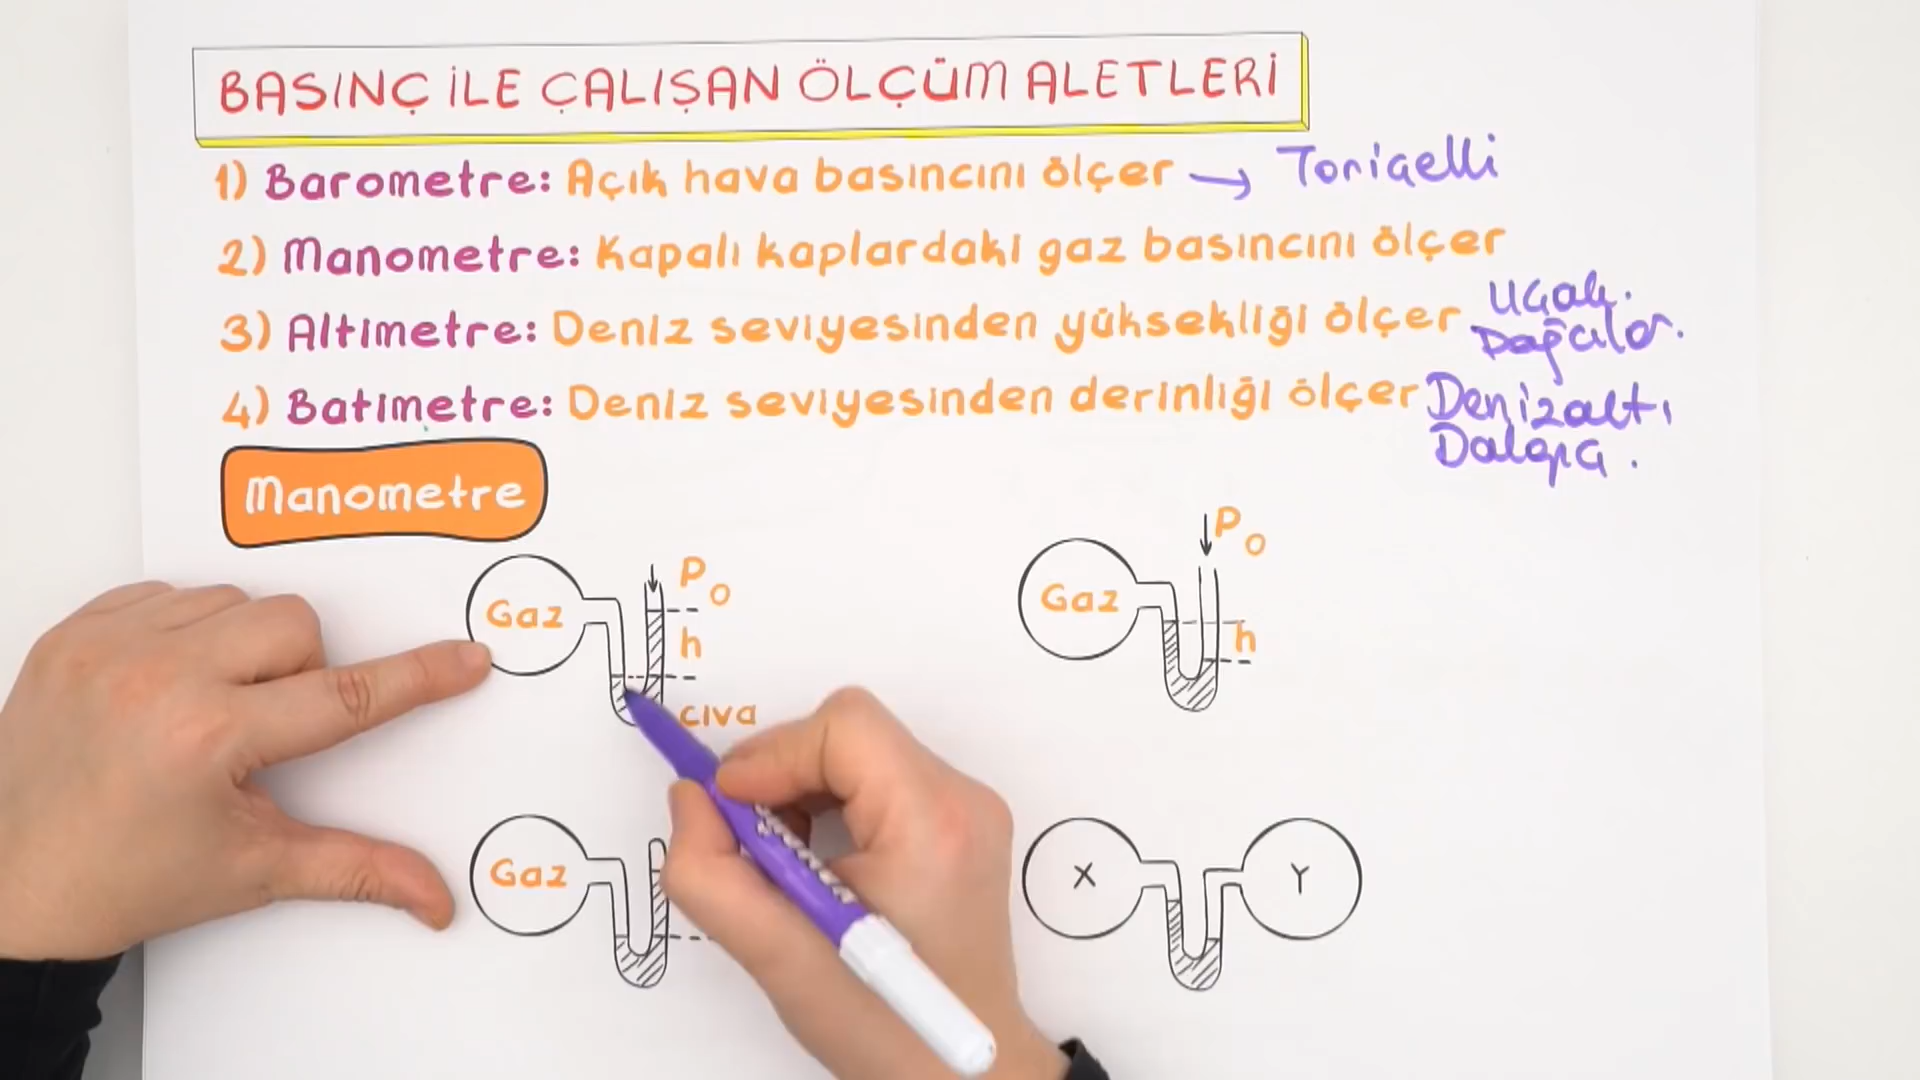 BASINÇ İLE ÇALIŞAN ÖLÇÜM ALETLERİ
1) Barometre: Açık hava basıncını ölçer → Toriçelli
2) Manometre: Kapalı kaplardaki gaz basıncını ölçer
3) Altimetre: Deniz seviyesinden yüksekliği ölçer Uçak. Dağcılar.
4) Batimetre: Deniz seviyesinden derinliği ölçer Denizaltı Dalgıç.
Manometre
Gaz
P0
h
cıva
Gaz
P0
h
Gaz
X
Y